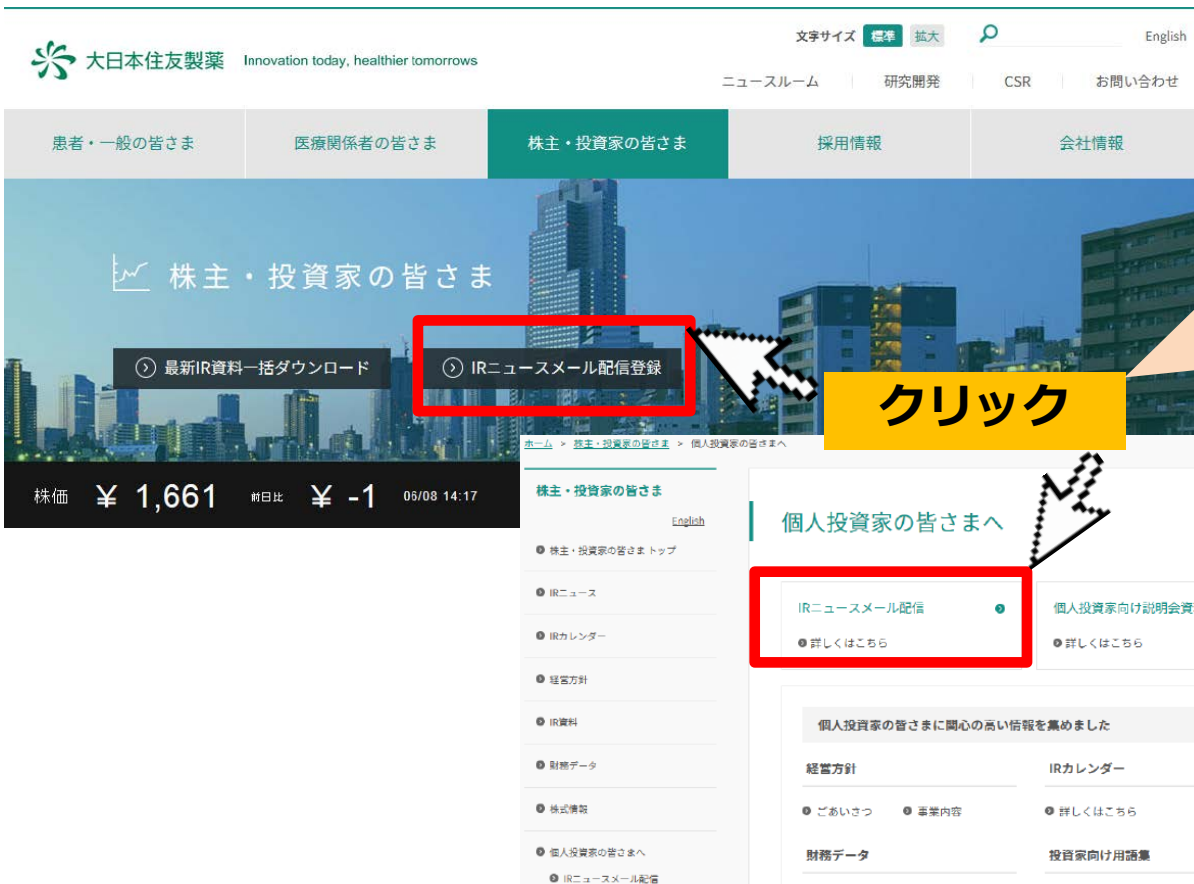 文字サイズ 標準 拡大 English
大日本住友製薬 Innovation today, healthier tomorrows
ニュースルーム 研究開発 CSR お問い合わせ
患者・一般の皆さま 医療関係者の皆さま 株主・投資家の皆さま 採用情報 会社情報
株主・投資家の皆さま
最新IR資料一括ダウンロード IRニュースメール配信登録
クリック
株価 ¥ 1,661 前日比 ¥ -1 06/08 14:17
ホーム > 株主・投資家の皆さま > 個人投資家の皆さまへ
株主・投資家の皆さま
English
株主・投資家の皆さま トップ
IRニュース
IRカレンダー
経営方針
IR資料
財務データ
株式情報
個人投資家の皆さまへ
IRニュースメール配信
個人投資家の皆さまへ
IRニュースメール配信
詳しくはこちら
個人投資家向け説明会資
詳しくはこちら
個人投資家の皆さまに関心の高い情報を集めました
経営方針 IRカレンダー
ごあいさつ 事業内容 詳しくはこちら
財務データ 投資家向け用語集